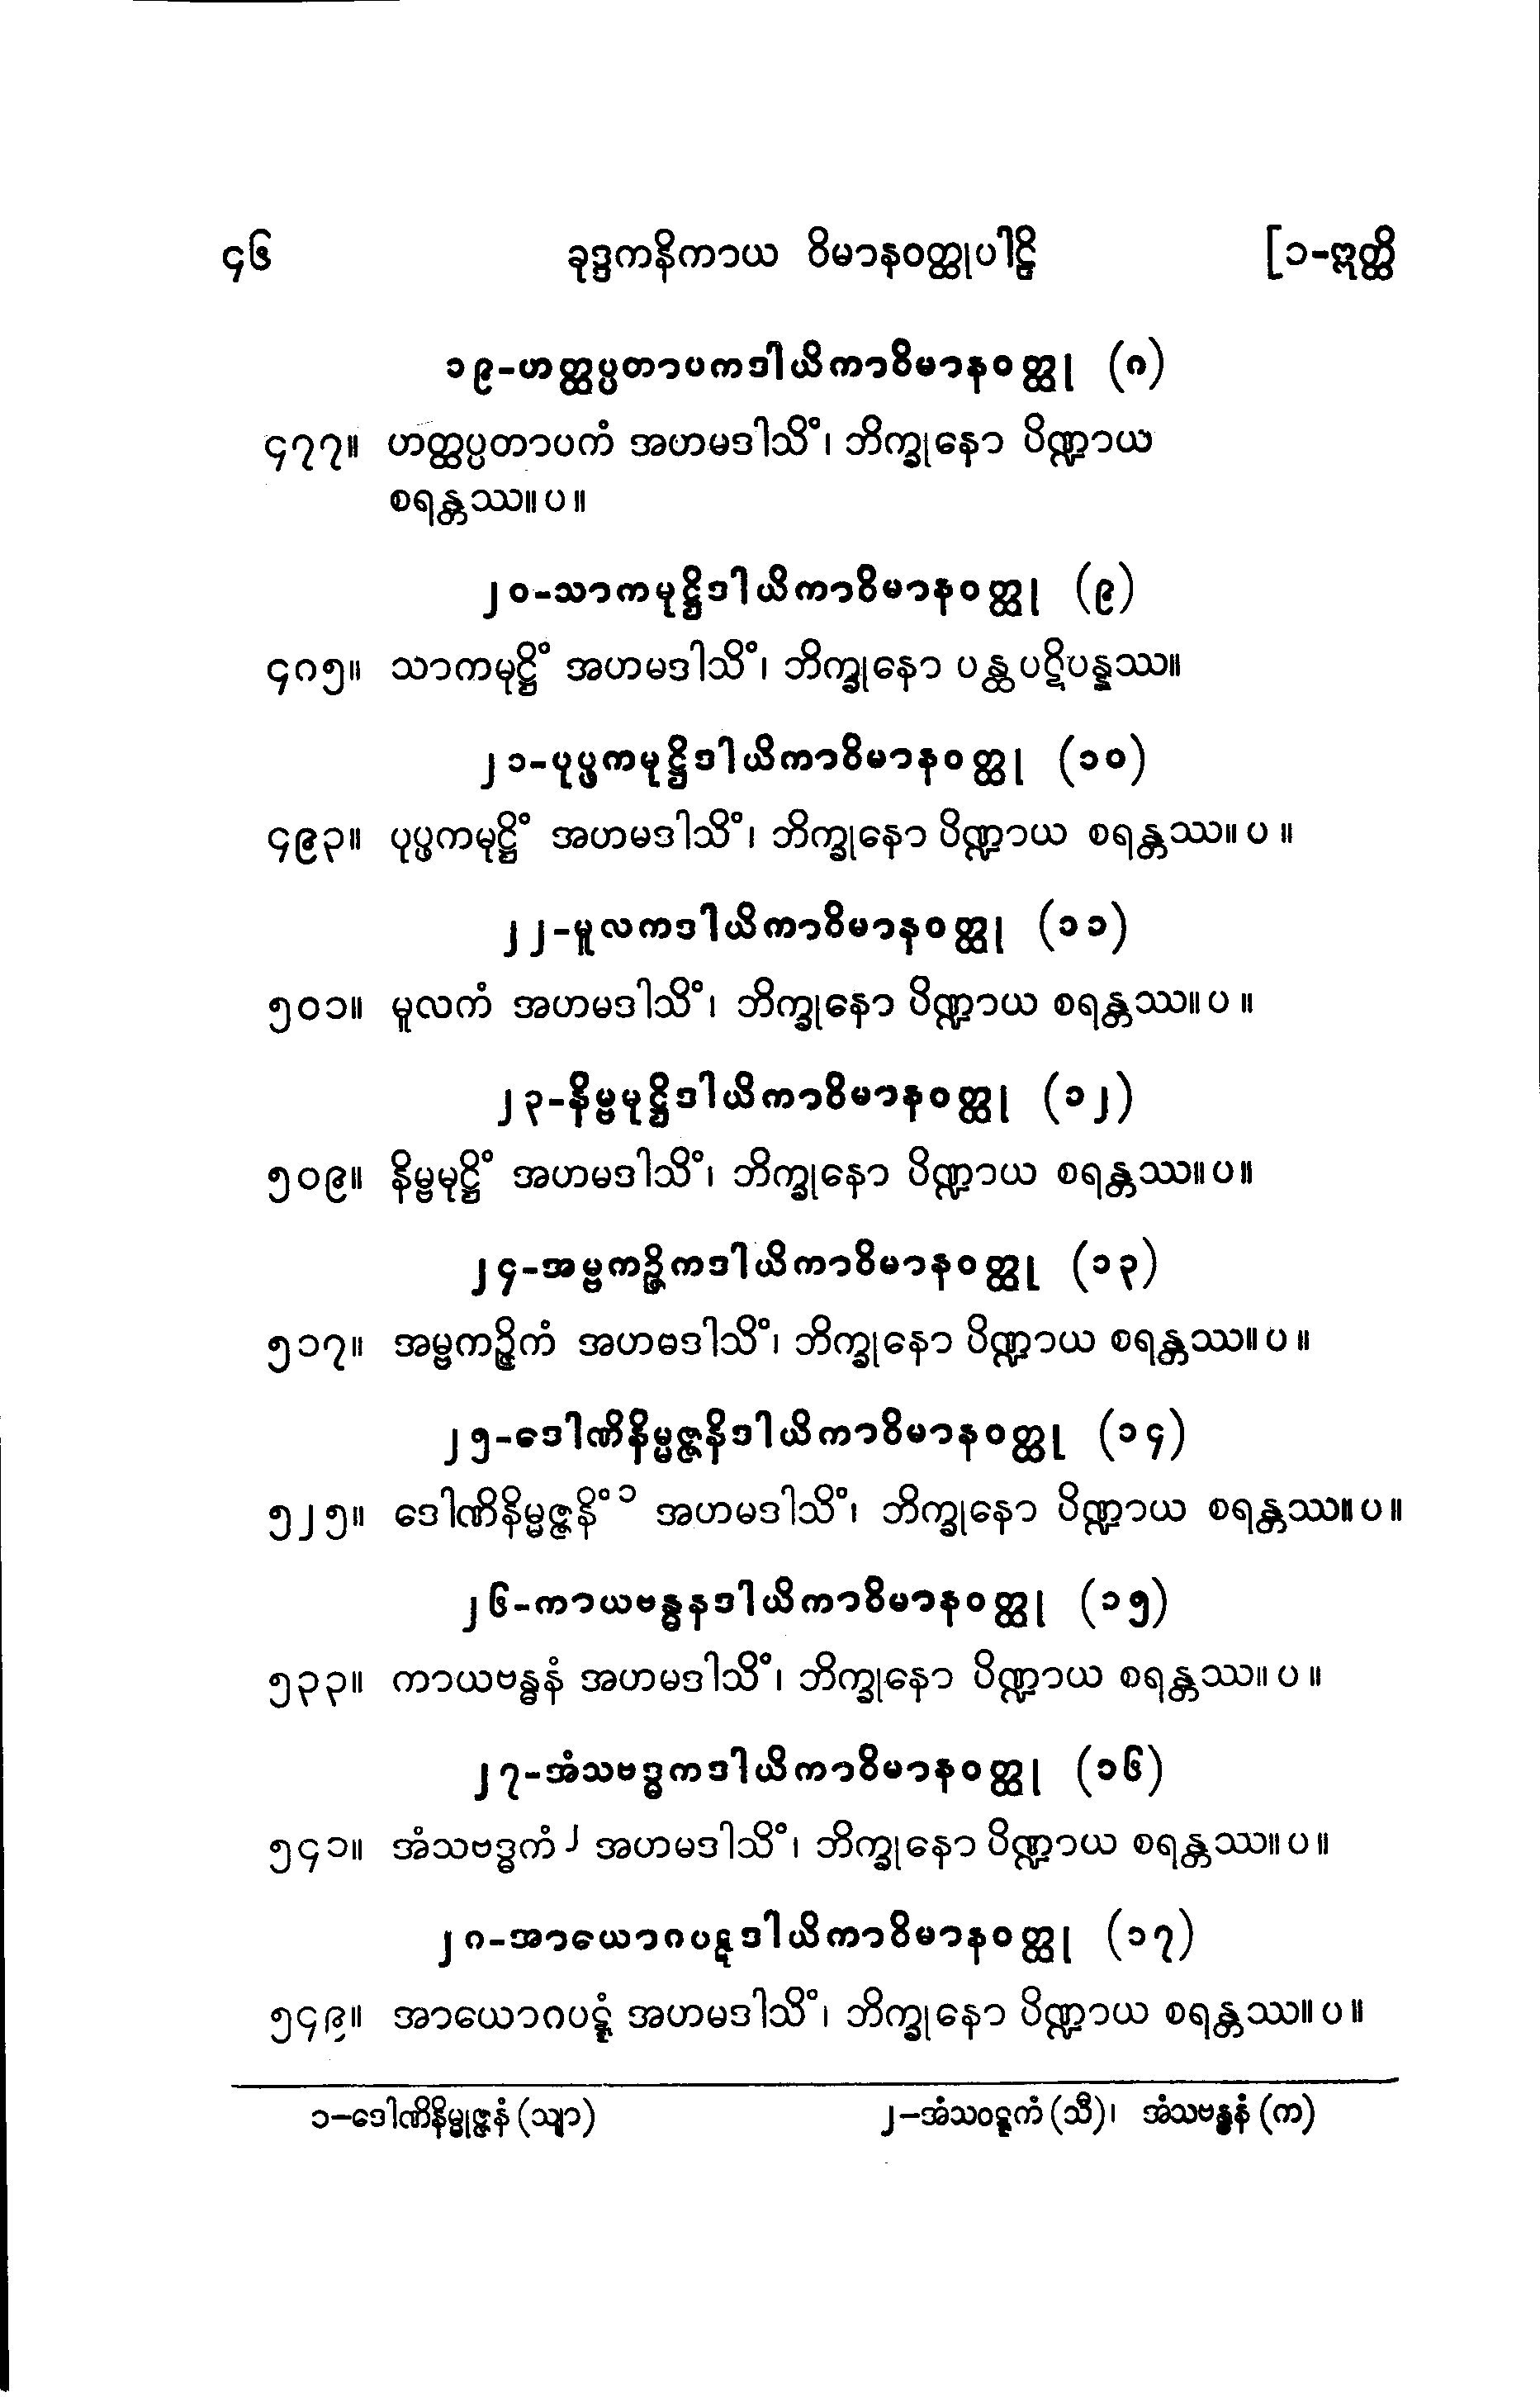 ၄၆ ခုဒ္ဒကနိကာယ ဝိမာနဝတ္ထုပါဠိ [၁-ဣတ္ထိ
၁၉-ဟတ္ထပ္ပတာပကဒါယိကာဝိမာနဝတ္ထု (၈)
၄၇၇။ ဟတ္ထပ္ပတာပကံ အဟမဒါသိံ၊ ဘိက္ခုနော ပိဏ္ဍာယ
စရန္တဿ။ ပ ။
၂၀-သာကမုဋ္ဌိဒါယိကာဝိမာနဝတ္ထု (၉)
၄၈၅။ သာကမုဋ္ဌိံ အဟမဒါသိံ၊ ဘိက္ခုနော ပန္ထပဋိပန္နဿ။
၂၁-ပုပ္ဖကမုဋ္ဌိဒါယိကာဝိမာနဝတ္ထု (၁၀)
၄၉၃။ ပုပ္ဖကမုဋ္ဌိံ အဟမဒါသိံ၊ ဘိက္ခုနော ပိဏ္ဍာယ စရန္တဿ။ ပ ။
၂၂-မူလကဒါယိကာဝိမာနဝတ္ထု (၁၁)
၅၀၁။ မူလကံ အဟမဒါသိံ၊ ဘိက္ခုနော ပိဏ္ဍာယ စရန္တဿ။ ပ ။
၂၃-နိမ္ဗမုဋ္ဌိဒါယိကာဝိမာနဝတ္ထု (၁၂)
၅၀၉။ နိမ္ဗမုဋ္ဌိံ အဟမဒါသိံ၊ ဘိက္ခုနော ပိဏ္ဍာယ စရန္တဿ။ ပ။
၂၄-အမ္ဗကဉ္ဇိကဒါယိကာဝိမာနဝတ္ထု (၁၃)
၅၁၇။ အမ္ဗကဉ္ဇိကံ အဟမဒါသိံ၊ ဘိက္ခုနော ပိဏ္ဍာယ စရန္တဿ။ ပ ။
၂၅-ဒေါဏိနိမ္မဇ္ဇနိဒါယိကာဝိမာနဝတ္ထု (၁၄)
၅၂၅။ ဒေါဏိနိမ္မဇ္ဇနိံ ၁ အဟမဒါသိံ၊ ဘိက္ခုနော ပိဏ္ဍာယ စရန္တဿ။ ပ ။
၂၆-ကာယဗန္ဓနဒါယိကာဝိမာနဝတ္ထု (၁၅)
၅၃၃။ ကာယဗန္ဓနံ အဟမဒါသိံ၊ ဘိက္ခုနော ပိဏ္ဍာယ စရန္တဿ။ ပ ။
၂၇-အံသဗဒ္ဓကဒါယိကာဝိမာနဝတ္ထု (၁၆)
၅၄၁။ အံသဗဒ္ဓကံ ၂ အဟမဒါသိံ၊ ဘိက္ခုနော ပိဏ္ဍာယ စရန္တဿ။ ပ ။
၂၈-အာယောဂပဋဒါယိကာဝိမာနဝတ္ထု (၁၇)
၅၄၉။ အာယောဂပဋ္ဋံ အဟမဒါသိံ၊ ဘိက္ခုနော ပိဏ္ဍာယ စရန္တဿ။ ပ ။
၁-ဒေါဏိနိမ္မုဇ္ဇနံ (သျာ) ၂-အံသဝဋ္ဋကံ (သီ)၊ အံသဗန္ဓနံ (က)